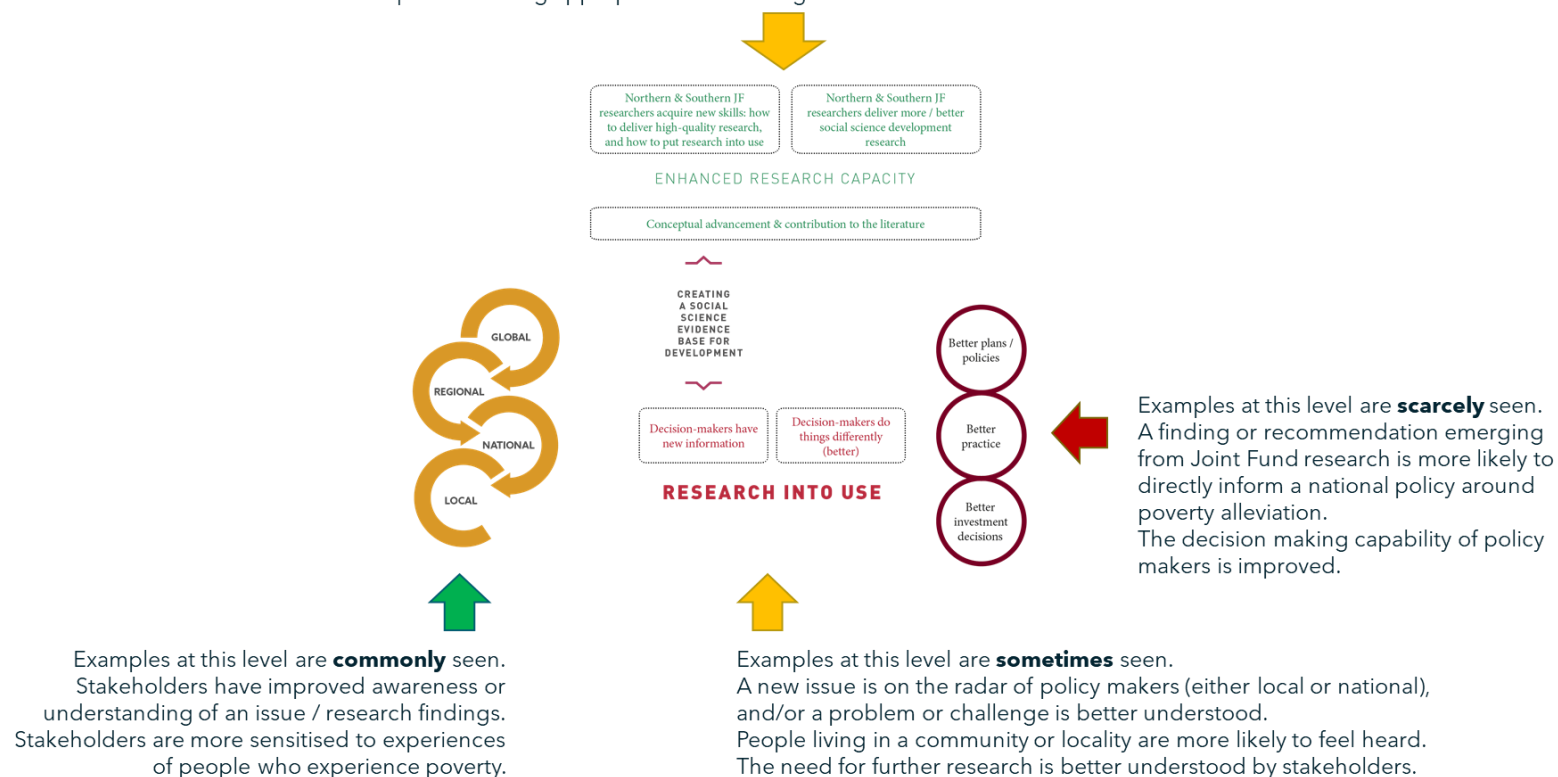 Northern & Southern JF
researchers acquire new skills: how
to deliver high-quality research,
and how to put research into use
Northern & Southern JF
researchers deliver more / better
social science development
research
ENHANCED RESEARCH CAPACITY
Conceptual advancement & contribution to the literature
CREATING
A SOCIAL
SCIENCE
EVIDENCE
BASE FOR
DEVELOPMENT
GLOBAL
REGIONAL
NATIONAL
LOCAL
Decision-makers have
new information
Decision-makers do
things differently
(better)
RESEARCH INTO USE
Better plans /
policies
Better
practice
Better
investment
decisions
Examples at this level are scarcely seen.
A finding or recommendation emerging
from Joint Fund research is more likely to
directly inform a national policy around
poverty alleviation.
The decision making capability of policy
makers is improved.
Examples at this level are commonly seen.
Stakeholders have improved awareness or
understanding of an issue / research findings.
Stakeholders are more sensitised to experiences
of people who experience poverty.
Examples at this level are sometimes seen.
A new issue is on the radar of policy makers (either local or national),
and/or a problem or challenge is better understood.
People living in a community or locality are more likely to feel heard.
The need for further research is better understood by stakeholders.